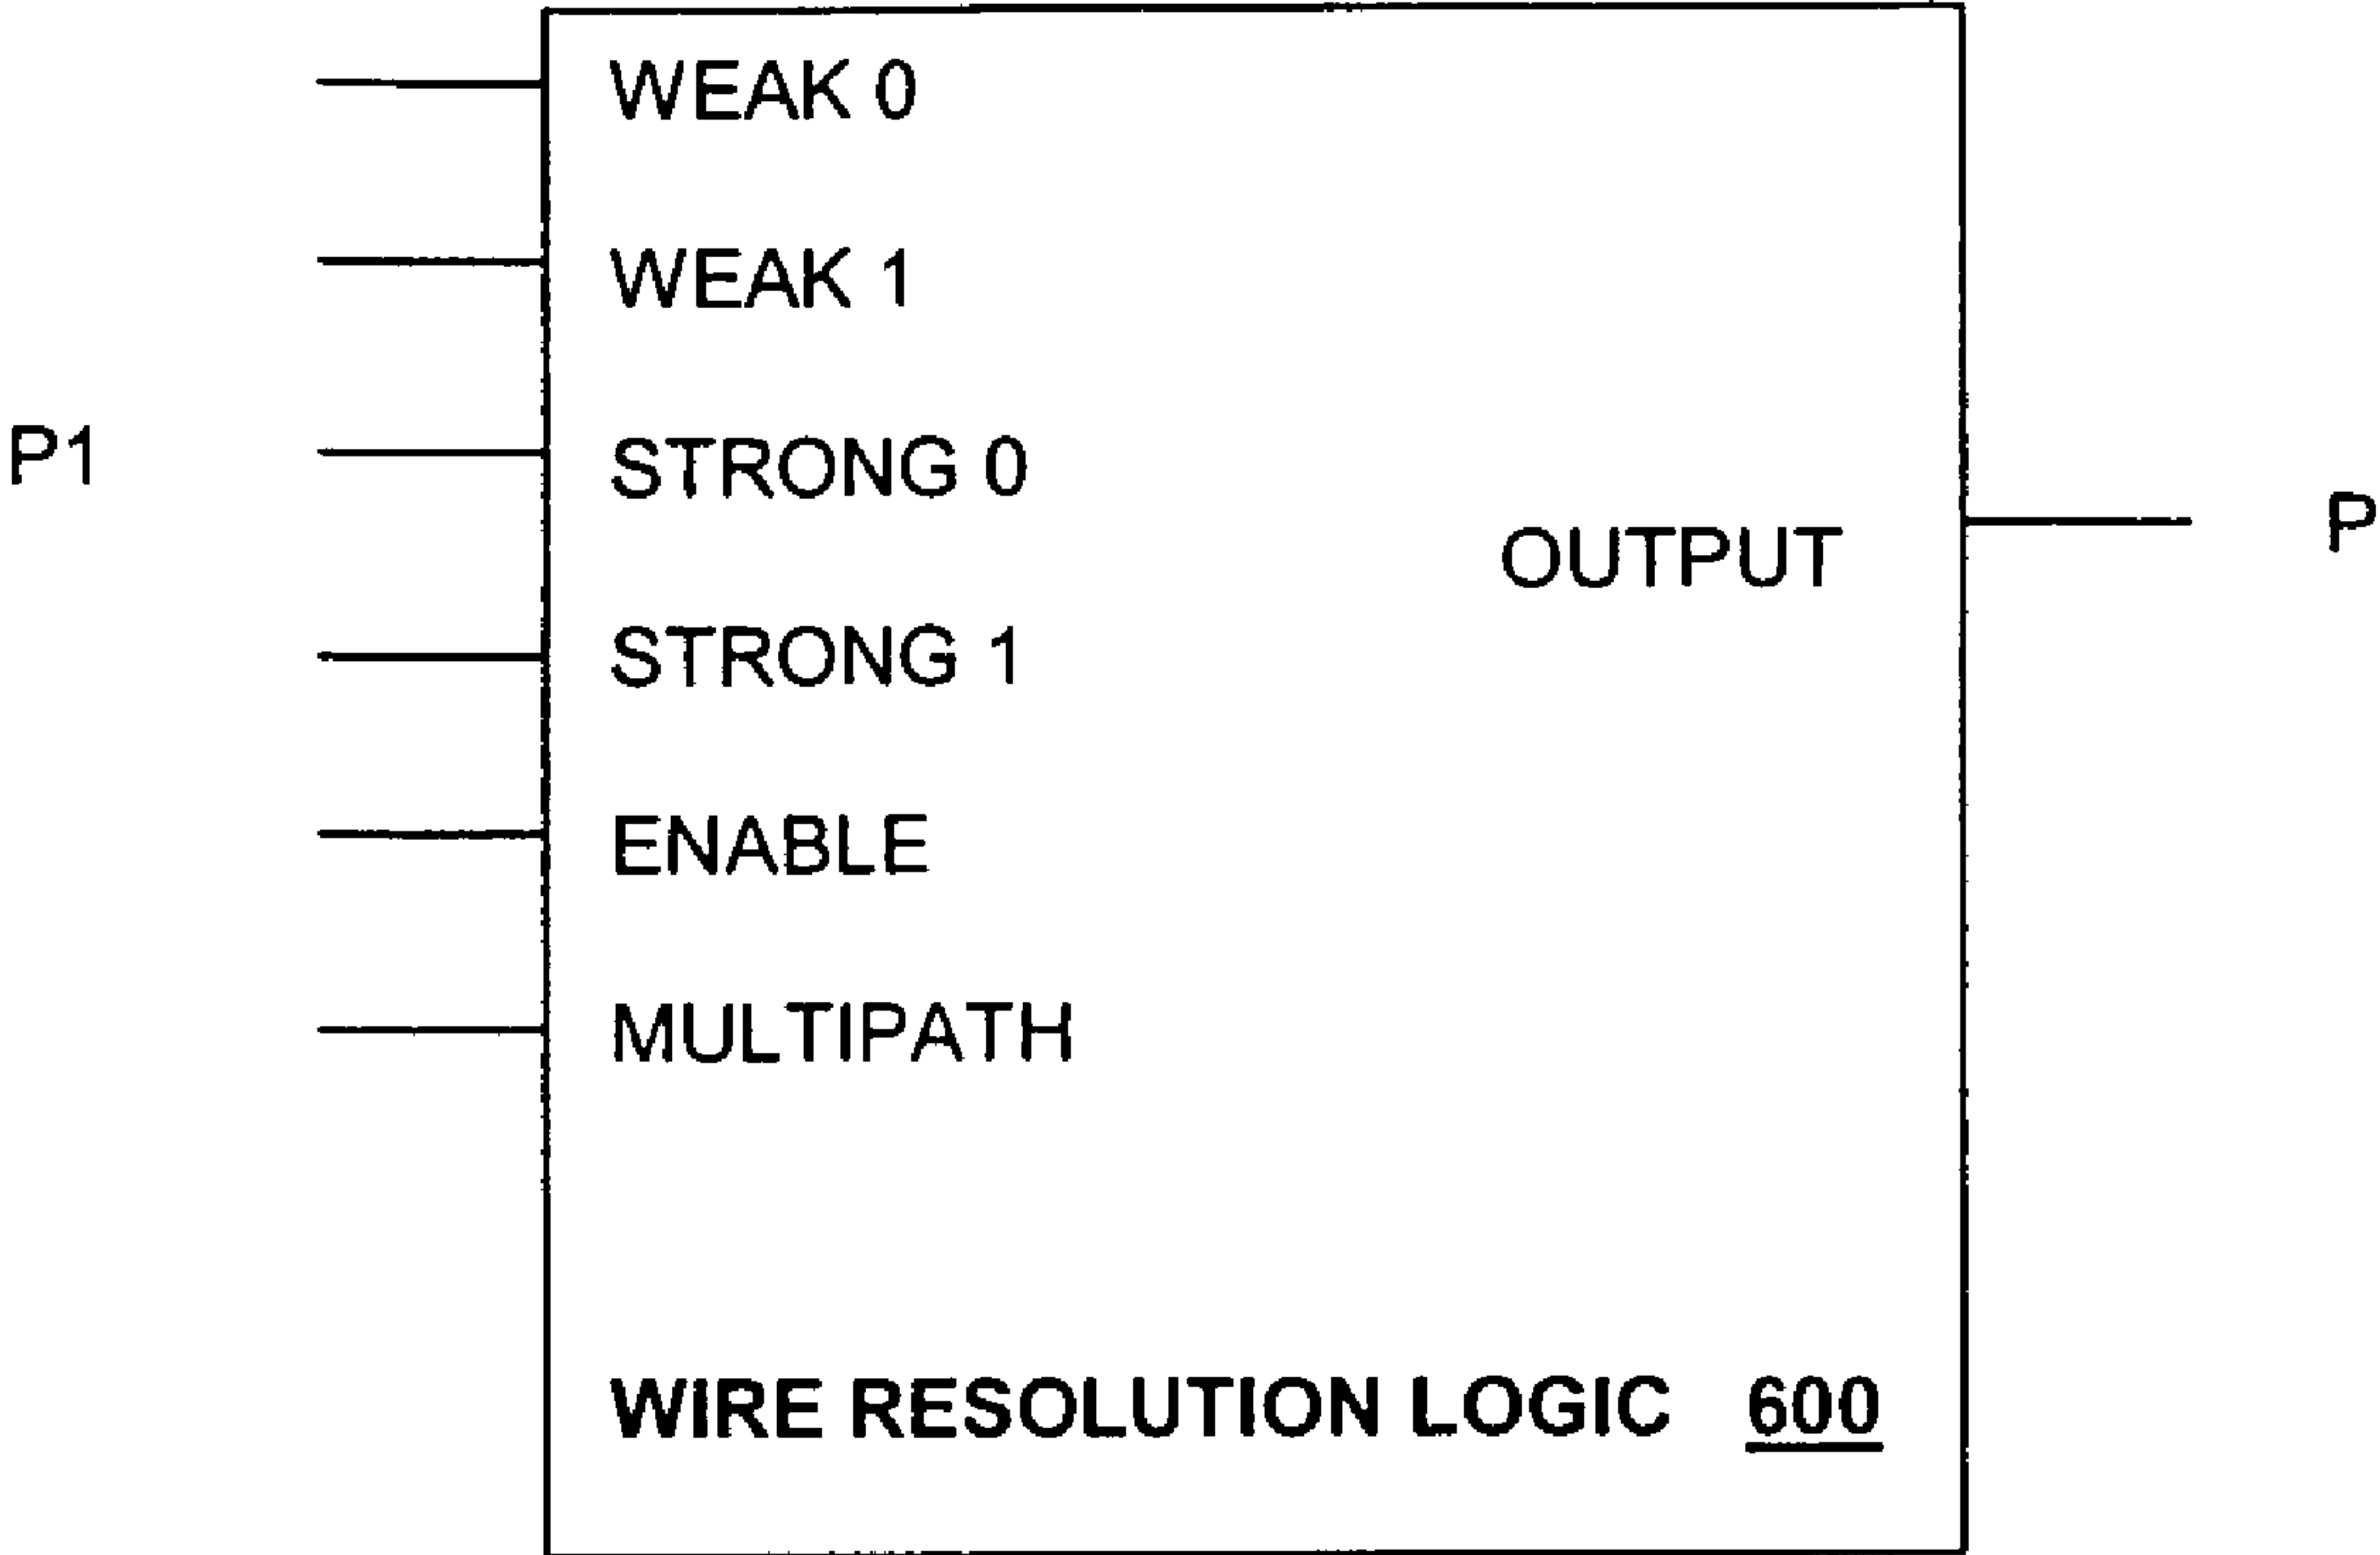 WEAK 0
WEAK 1
P1
STRONG 0
P
OUTPUT
STRONG 1
ENABLE
MULTIPATH
WIRE RESOLUTION LOGIC 600